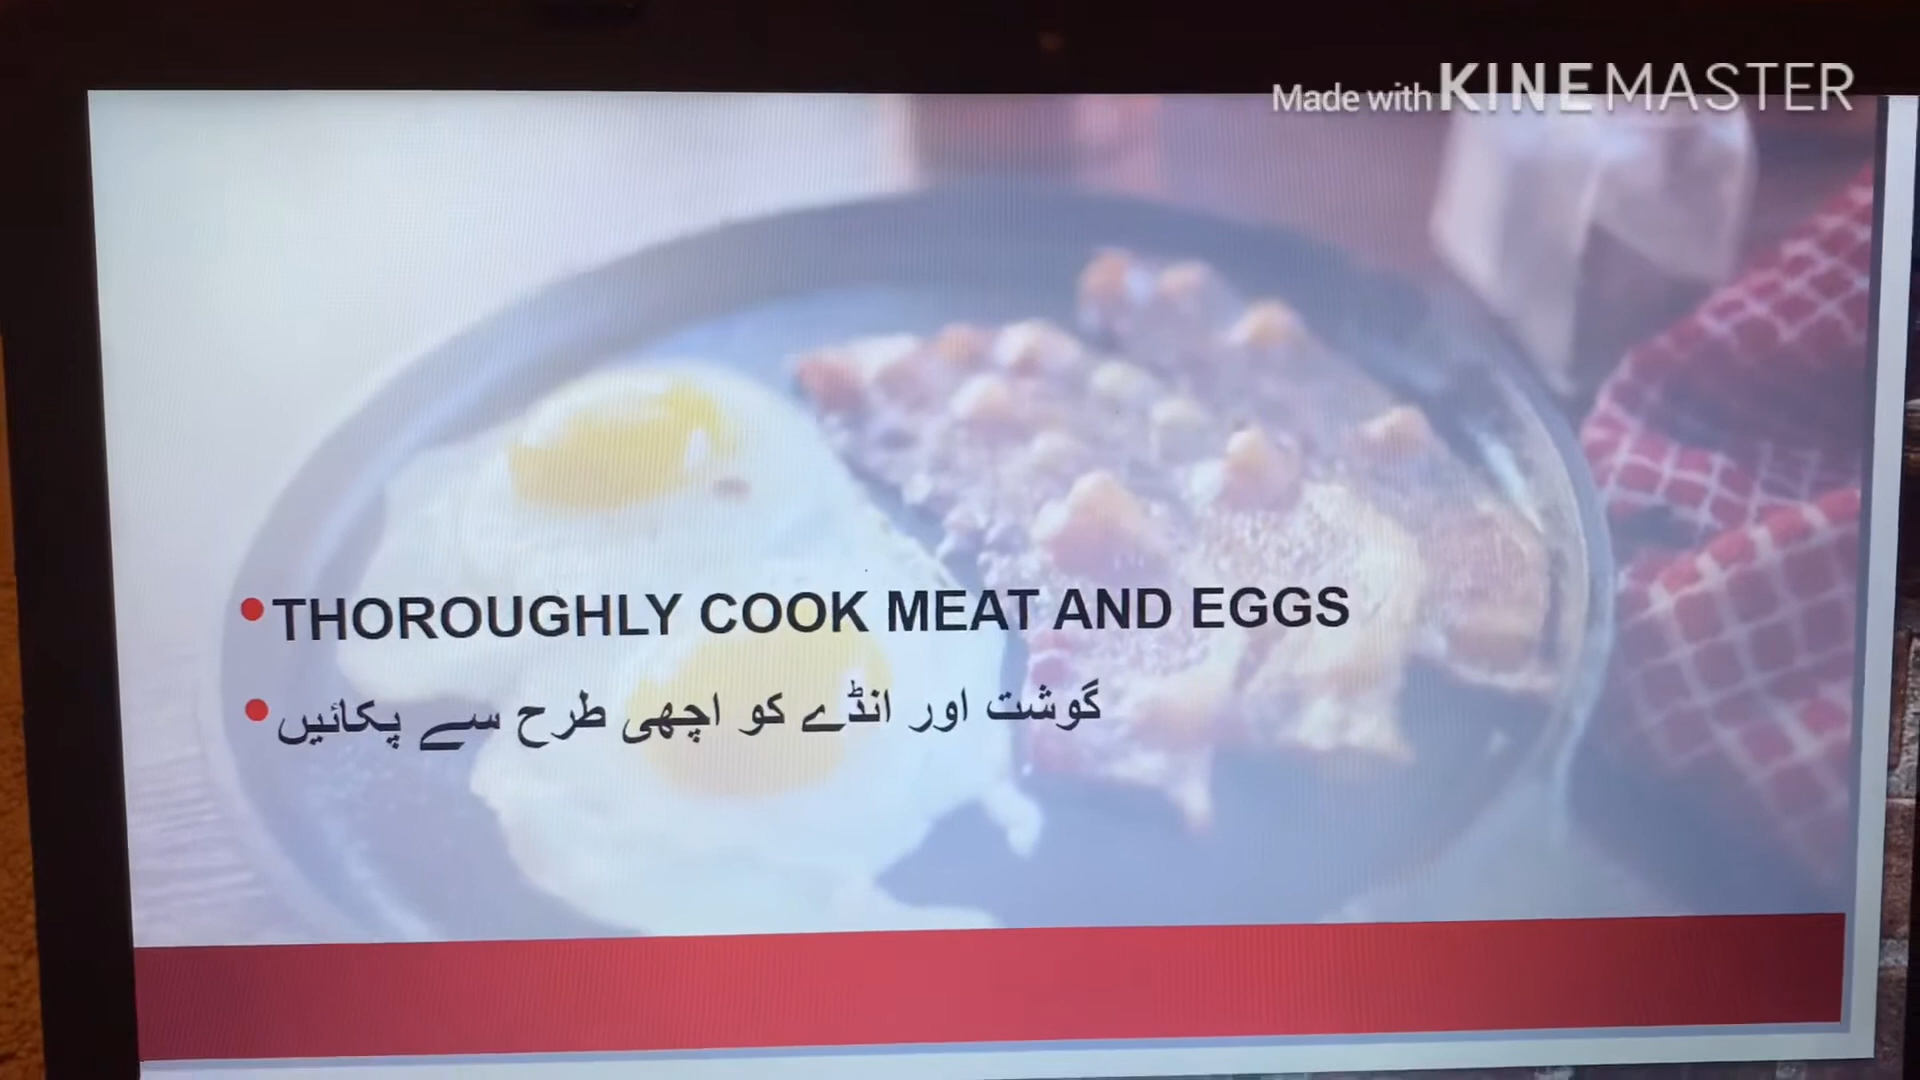 Made with KINEMASTER
THOROUGHLY COOK MEAT AND EGGS
گوشت اور انڈے کو اچھی طرح سے پکائیں